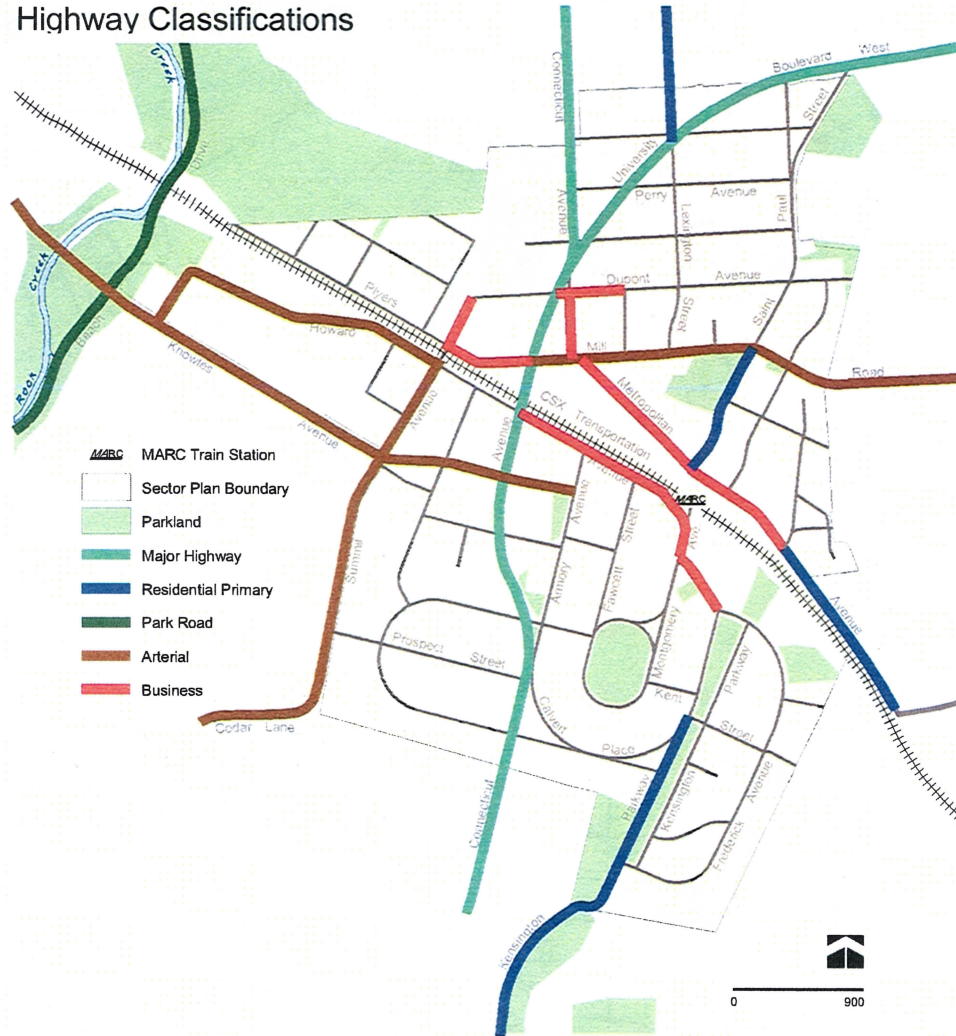 Highway Classifications
Creek
Drive
Creek
Rock
Beach
Connecticut
Avenue
University
Boulevard West
Street
Perry Avenue
Lexington
Street
Paul
Saint
Dupont Avenue
Plyers
Mill
Road
Howard
Avenue
Knowles
Avenue
Metropolitan
Avenue
CSX Transportation
Avenue
Avenue
MARC
Summit
Armory
Avenue
Fawcett
Street
Montgomery
Ave
Prospect Street
Kent
Street
Parkway
Calvert
Place
Parkway
Kensington
Frederick
Avenue
Cedar Lane
Connecticut
Kensington
MARC MARC Train Station
Sector Plan Boundary
Parkland
Major Highway
Residential Primary
Park Road
Arterial
Business
0 900